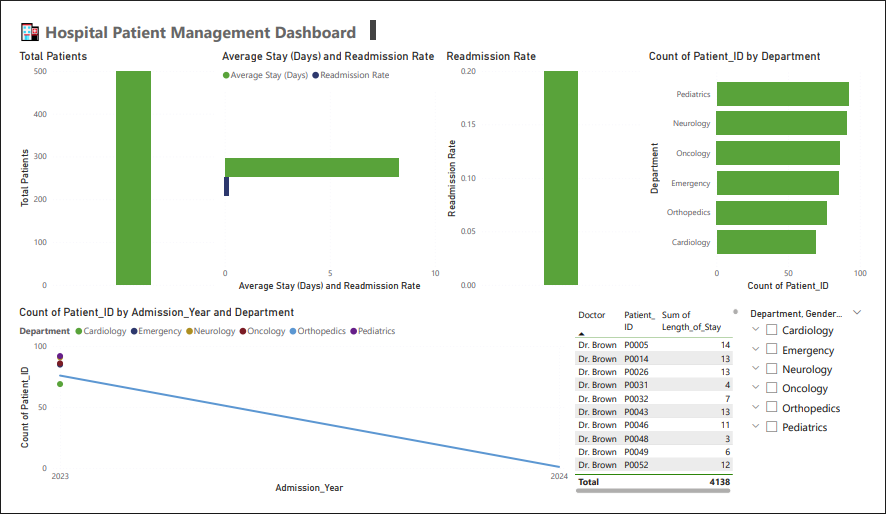 Hospital Patient Management Dashboard
Total Patients
500
400
300
200
100
0
Total Patients
Average Stay (Days) and Readmission Rate
Average Stay (Days) Readmission Rate
0 5 10
Average Stay (Days) and Readmission Rate
Readmission Rate
0.20
0.15
0.10
0.05
0.00
Readmission Rate
Count of Patient_ID by Department
Department
Pediatrics
Neurology
Oncology
Emergency
Orthopedics
Cardiology
0 50 100
Count of Patient_ID
Count of Patient_ID by Admission_Year and Department
Department Cardiology Emergency Neurology Oncology Orthopedics Pediatrics
100
50
0
Count of Patient_ID
2023 2024
Admission_Year
Doctor Patient_ Sum of
ID Length_of_Stay
Dr. Brown P0005 14
Dr. Brown P0014 13
Dr. Brown P0026 13
Dr. Brown P0031 4
Dr. Brown P0032 7
Dr. Brown P0043 13
Dr. Brown P0046 11
Dr. Brown P0048 3
Dr. Brown P0049 6
Dr. Brown P0052 12
Total 4138
Department, Gender...
Cardiology
Emergency
Neurology
Oncology
Orthopedics
Pediatrics